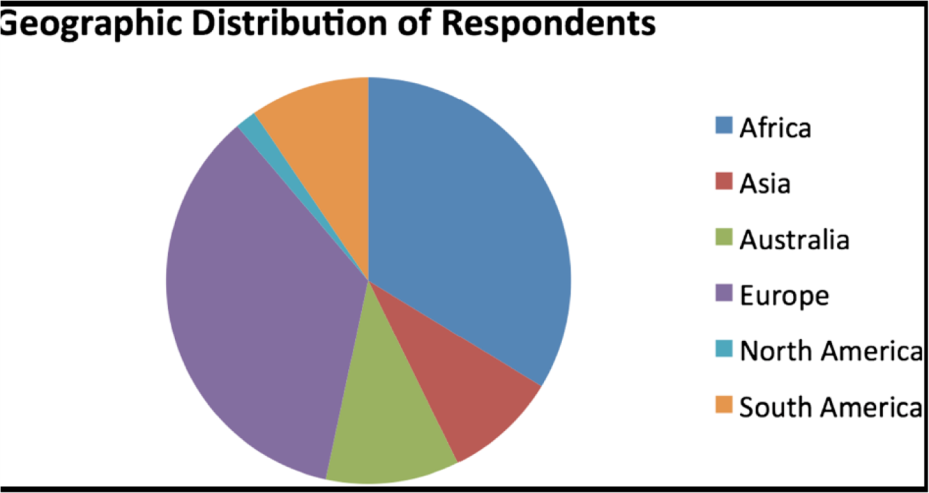 Geographic Distribution of Respondents
Africa
Asia
Australia
Europe
North America
South America